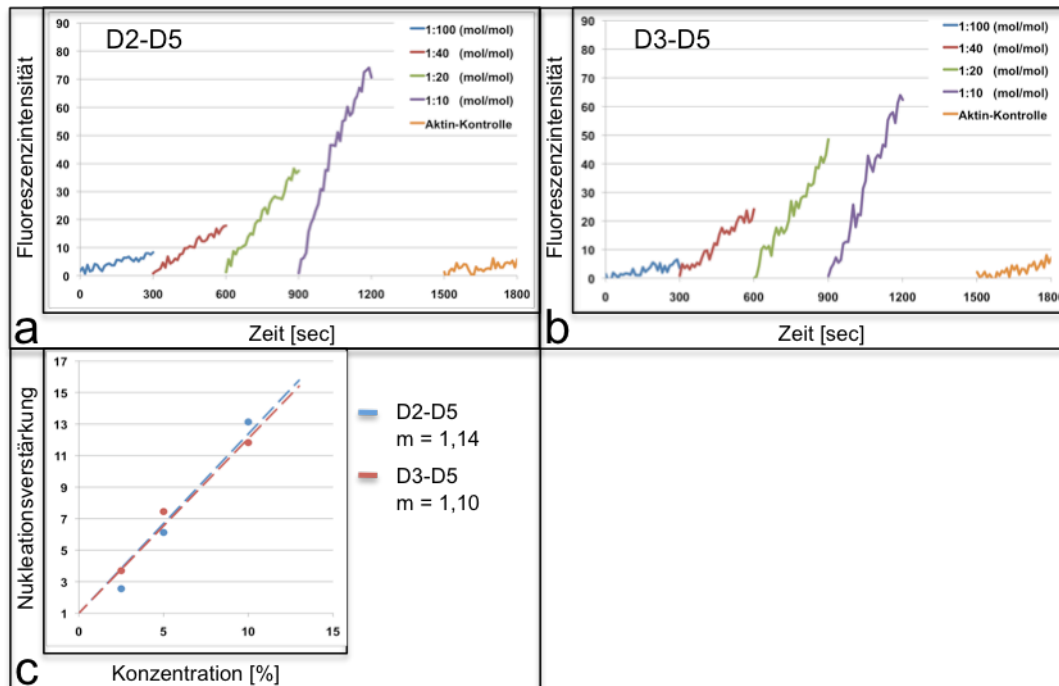 D2-D5
1:100 (mol/mol)
1:40 (mol/mol)
1:20 (mol/mol)
1:10 (mol/mol)
Aktin-Kontrolle
Fluoreszenzintensität
90
80
70
60
50
40
30
20
10
0
0 300 600 900 1200 1500 1800
Zeit [sec]
a
D3-D5
1:100 (mol/mol)
1:40 (mol/mol)
1:20 (mol/mol)
1:10 (mol/mol)
Aktin-Kontrolle
Fluoreszenzintensität
90
80
70
60
50
40
30
20
10
0
0 300 600 900 1200 1500 1800
Zeit [sec]
b
Nukleationsverstärkung
17
15
13
11
9
7
5
3
1
0 5 10 15
Konzentration [%]
c
D2-D5
m = 1,14
D3-D5
m = 1,10